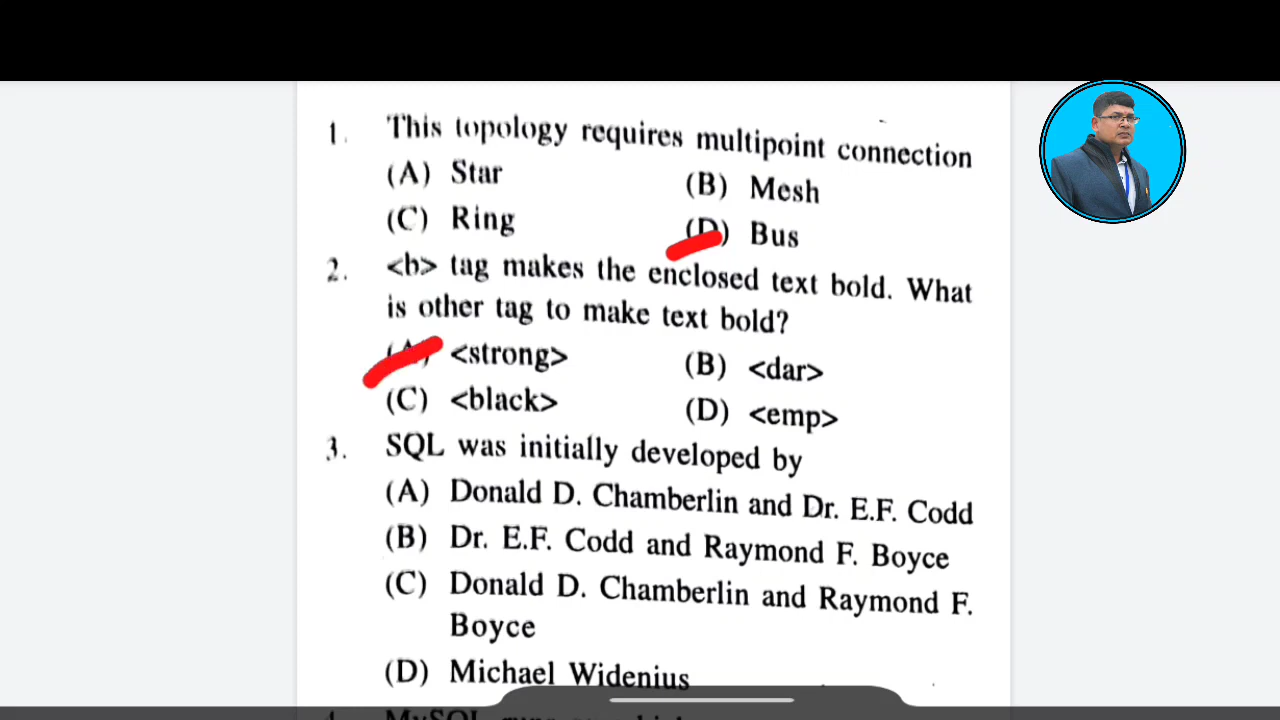 1. This topology requires multipoint connection
(A) Star (B) Mesh
(C) Ring (D) Bus
2. <b> tag makes the enclosed text bold. What
is other tag to make text bold?
(A) <strong> (B) <dar>
(C) <black> (D) <emp>
3. SQL was initially developed by
(A) Donald D. Chamberlin and Dr. E.F. Codd
(B) Dr. E.F. Codd and Raymond F. Boyce
(C) Donald D. Chamberlin and Raymond F.
Boyce
(D) Michael Widenius
MySQL